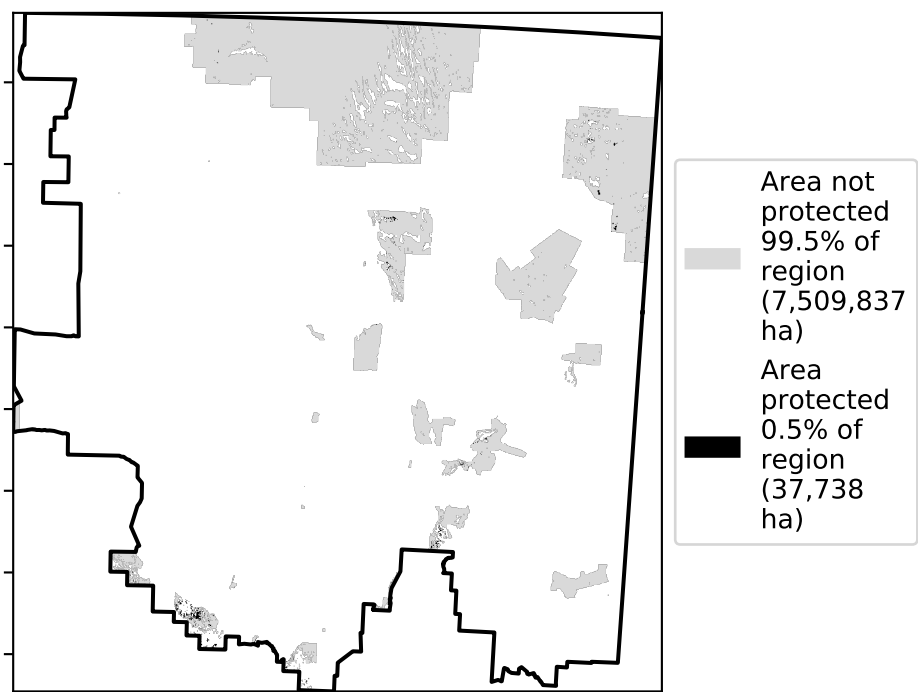 Area not
protected
99.5% of
region
(7,509,837
ha)
Area
protected
0.5% of
region
(37,738
ha)